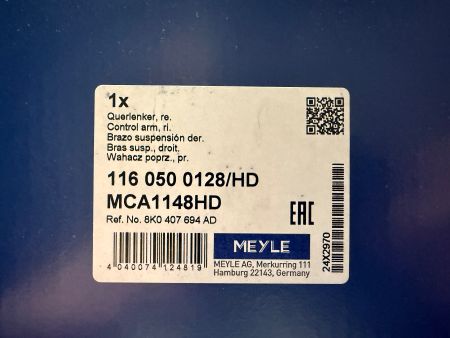 1x
Querlenker, re.
Control arm, ri.
Brazo suspensión der.
Bras susp., droit,
Wahacz poprz., pr.
116 050 0128/HD
MCA1148HD
Ref. No. 8K0 407 694 AD
EAC
24X2970
4 040074 124819
MEYLE
MEYLE AG, Merkurring 111
Hamburg 22143, Germany